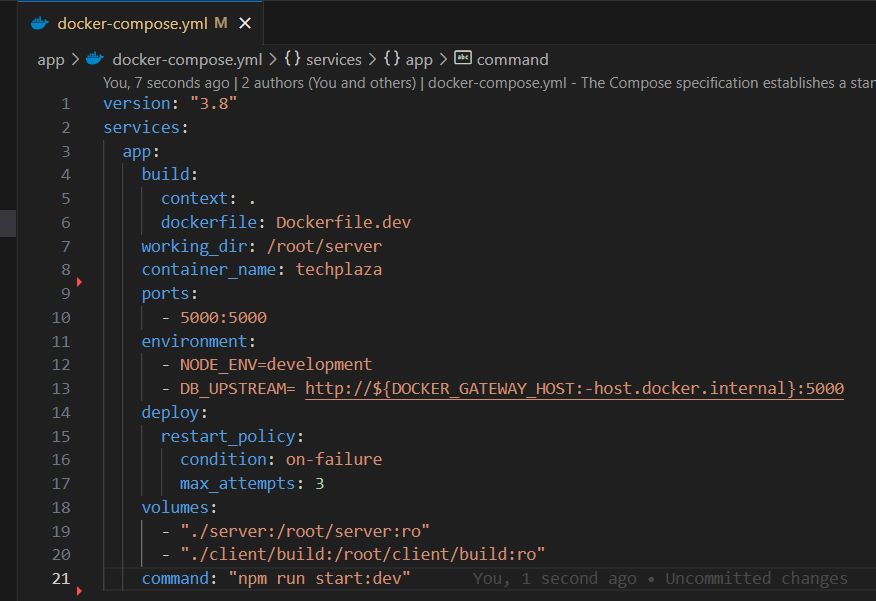 docker-compose.yml M ×
app > docker-compose.yml > {} services > {} app > abc command
You, 7 seconds ago | 2 authors (You and others) | docker-compose.yml - The Compose specification establishes a star
1 version: "3.8"
2 services:
3   app:
4     build:
5       context: .
6       dockerfile: Dockerfile.dev
7     working_dir: /root/server
8     container_name: techplaza
9     ports:
10       - 5000:5000
11     environment:
12       - NODE_ENV=development
13       - DB_UPSTREAM= http://${DOCKER_GATEWAY_HOST:-host.docker.internal}:5000
14     deploy:
15       restart_policy:
16         condition: on-failure
17         max_attempts: 3
18     volumes:
19       - "./server:/root/server:ro"
20       - "./client/build:/root/client/build:ro"
21     command: "npm run start:dev" You, 1 second ago • Uncommitted changes